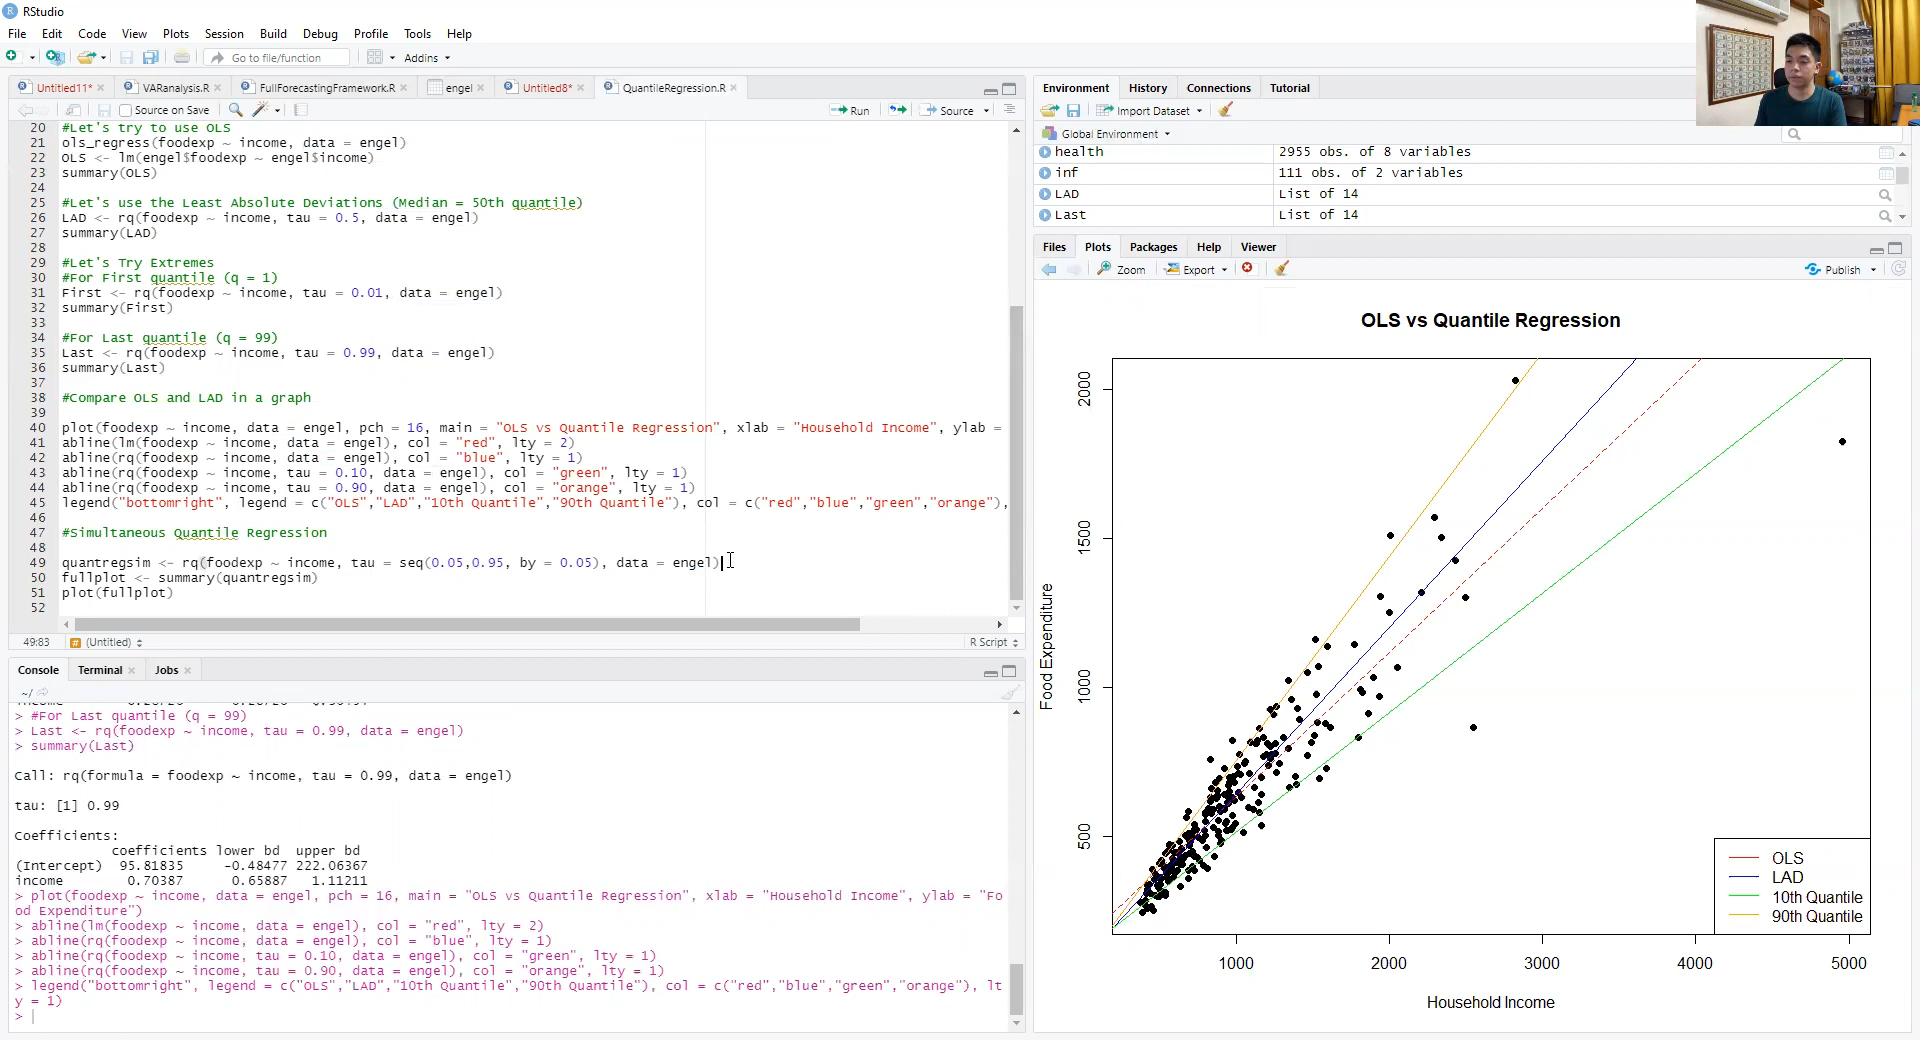 RStudio
File Edit Code View Plots Session Build Debug Profile Tools Help
Go to file/function Addins
Untitled11* VARanalysis.R FullForecastingFramework.R engel Untitled8* QuantileRegression.R
Source on Save Run Source
20 #Let's try to use OLS
21 ols_regress(foodexp ~ income, data = engel)
22 OLS <- lm(engel$foodexp ~ engel$income)
23 summary(OLS)
24
25 #Let's use the Least Absolute Deviations (Median = 50th quantile)
26 LAD <- rq(foodexp ~ income, tau = 0.5, data = engel)
27 summary(LAD)
28
29 #Let's Try Extremes
30 #For First quantile (q = 1)
31 First <- rq(foodexp ~ income, tau = 0.01, data = engel)
32 summary(First)
33
34 #For Last quantile (q = 99)
35 Last <- rq(foodexp ~ income, tau = 0.99, data = engel)
36 summary(Last)
37
38 #Compare OLS and LAD in a graph
39
40 plot(foodexp ~ income, data = engel, pch = 16, main = "OLS vs Quantile Regression", xlab = "Household Income", ylab =
41 abline(lm(foodexp ~ income, data = engel), col = "red", lty = 2)
42 abline(rq(foodexp ~ income, data = engel), col = "blue", lty = 1)
43 abline(rq(foodexp ~ income, tau = 0.10, data = engel), col = "green", lty = 1)
44 abline(rq(foodexp ~ income, tau = 0.90, data = engel), col = "orange", lty = 1)
45 legend("bottomright", legend = c("OLS","LAD","10th Quantile","90th Quantile"), col = c("red","blue","green","orange"),
46
47 #Simultaneous Quantile Regression
48
49 quantregsim <- rq(foodexp ~ income, tau = seq(0.05,0.95, by = 0.05), data = engel)
50 fullplot <- summary(quantregsim)
51 plot(fullplot)
52
49:83 (Untitled) R Script
Console Terminal Jobs
~/
> #For Last quantile (q = 99)
> Last <- rq(foodexp ~ income, tau = 0.99, data = engel)
> summary(Last)
Call: rq(formula = foodexp ~ income, tau = 0.99, data = engel)
tau: [1] 0.99
Coefficients:
coefficients lower bd upper bd
(Intercept) 95.81835 -0.48477 222.06367
income 0.70387 0.65887 1.11211
> plot(foodexp ~ income, data = engel, pch = 16, main = "OLS vs Quantile Regression", xlab = "Household Income", ylab = "Fo
od Expenditure")
> abline(lm(foodexp ~ income, data = engel), col = "red", lty = 2)
> abline(rq(foodexp ~ income, data = engel), col = "blue", lty = 1)
> abline(rq(foodexp ~ income, tau = 0.10, data = engel), col = "green", lty = 1)
> abline(rq(foodexp ~ income, tau = 0.90, data = engel), col = "orange", lty = 1)
> legend("bottomright", legend = c("OLS","LAD","10th Quantile","90th Quantile"), col = c("red","blue","green","orange"), lt
y = 1)
>
Environment History Connections Tutorial
Import Dataset
Global Environment
health 2955 obs. of 8 variables
inf 111 obs. of 2 variables
LAD List of 14
Last List of 14
Files Plots Packages Help Viewer
Zoom Export Publish
OLS vs Quantile Regression
2000
1500
1000
500
Food Expenditure
OLS
LAD
10th Quantile
90th Quantile
1000 2000 3000 4000 5000
Household Income